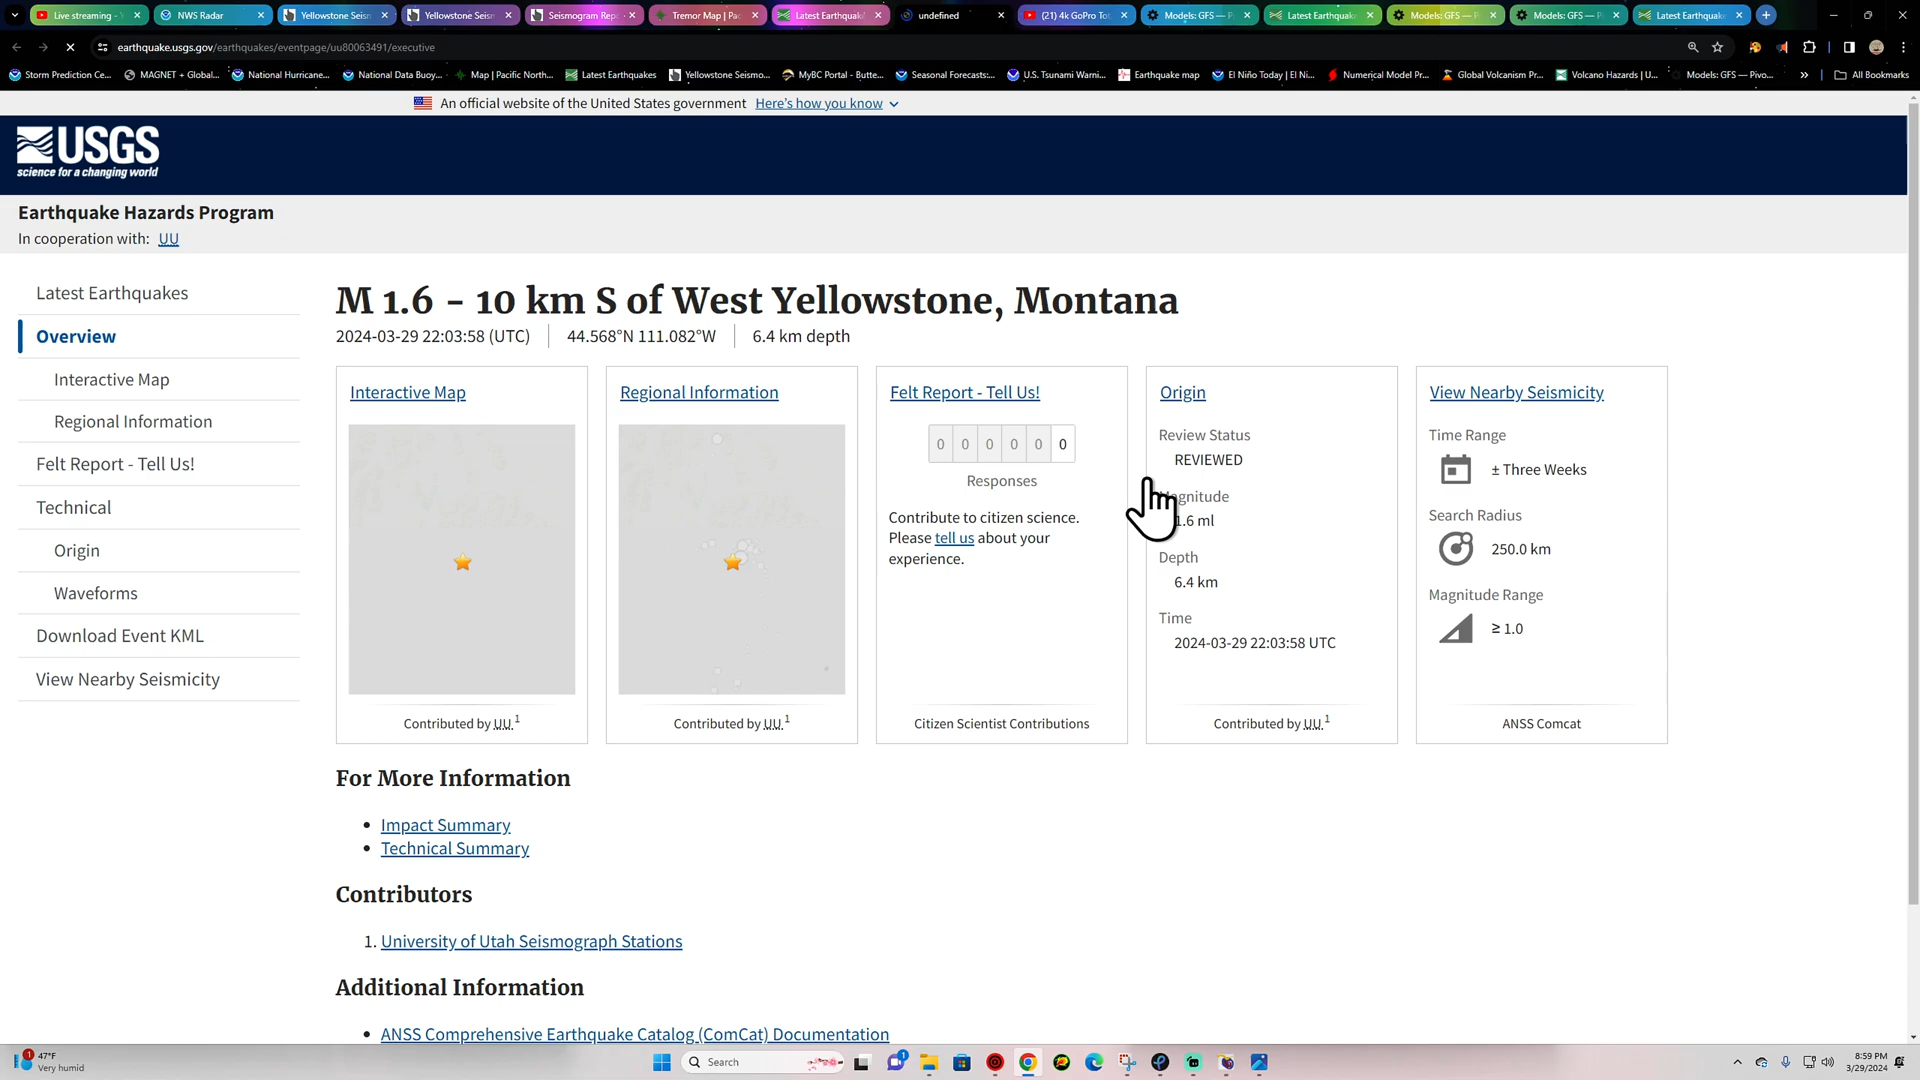 Live streaming -
NWS Radar
Yellowstone Seism
Yellowstone Seism
Seismogram Rep
Tremor Map | Pac
Latest Earthquake
undefined
(21) 4k GoPro To
Models: GFS — P
Latest Earthquake
Models: GFS — P
Models: GFS — P
Latest Earthquake
earthquake.usgs.gov/earthquakes/eventpage/uu80063491/executive
Storm Prediction Ce...
MAGNET + Global...
National Hurricane...
National Data Buoy...
Map | Pacific North...
Latest Earthquakes
Yellowstone Seismo...
MyBC Portal - Butte...
Seasonal Forecasts:...
U.S. Tsunami Warni...
Earthquake map
El Niño Today | El Ni...
Numerical Model Pr...
Global Volcanism Pr...
Volcano Hazards | U...
Models: GFS — Pivo...
All Bookmarks
An official website of the United States government Here's how you know
USGS
science for a changing world
Earthquake Hazards Program
In cooperation with: UU
Latest Earthquakes
Overview
Interactive Map
Regional Information
Felt Report - Tell Us!
Technical
Origin
Waveforms
Download Event KML
View Nearby Seismicity
M 1.6 - 10 km S of West Yellowstone, Montana
2024-03-29 22:03:58 (UTC) 44.568°N 111.082°W 6.4 km depth
Interactive Map
Contributed by UU 1
Regional Information
Contributed by UU 1
Felt Report - Tell Us!
0 0 0 0 0 0
Responses
Contribute to citizen science.
Please tell us about your
experience.
Citizen Scientist Contributions
Origin
Review Status
REVIEWED
agnitude
1.6 ml
Depth
6.4 km
Time
2024-03-29 22:03:58 UTC
Contributed by UU 1
View Nearby Seismicity
Time Range
± Three Weeks
Search Radius
250.0 km
Magnitude Range
≥ 1.0
ANSS Comcat
For More Information
Impact Summary
Technical Summary
Contributors
1. University of Utah Seismograph Stations
Additional Information
ANSS Comprehensive Earthquake Catalog (ComCat) Documentation
1
47°F
Very humid
Search
1
8:59 PM
3/29/2024